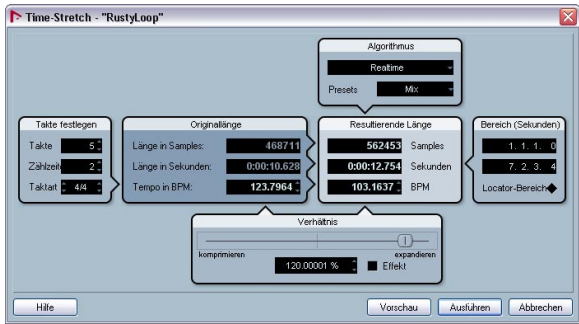 Time-Stretch - "RustyLoop"
Algorithmus
Realtime
Presets Mix
Takte festlegen
Takte 5
Zählzeit 2
Taktart 4/4
Originallänge
Länge in Samples: 468711
Länge in Sekunden: 0:00:10.628
Tempo in BPM: 123.7964
Resultierende Länge
562453 Samples
0:00:12.754 Sekunden
103.1637 BPM
Bereich (Sekunden)
1. 1. 1. 0
7. 2. 3. 4
Locator-Bereich
Verhältnis
komprimieren expandieren
120.00001 % Effekt
Hilfe Vorschau Ausführen Abbrechen